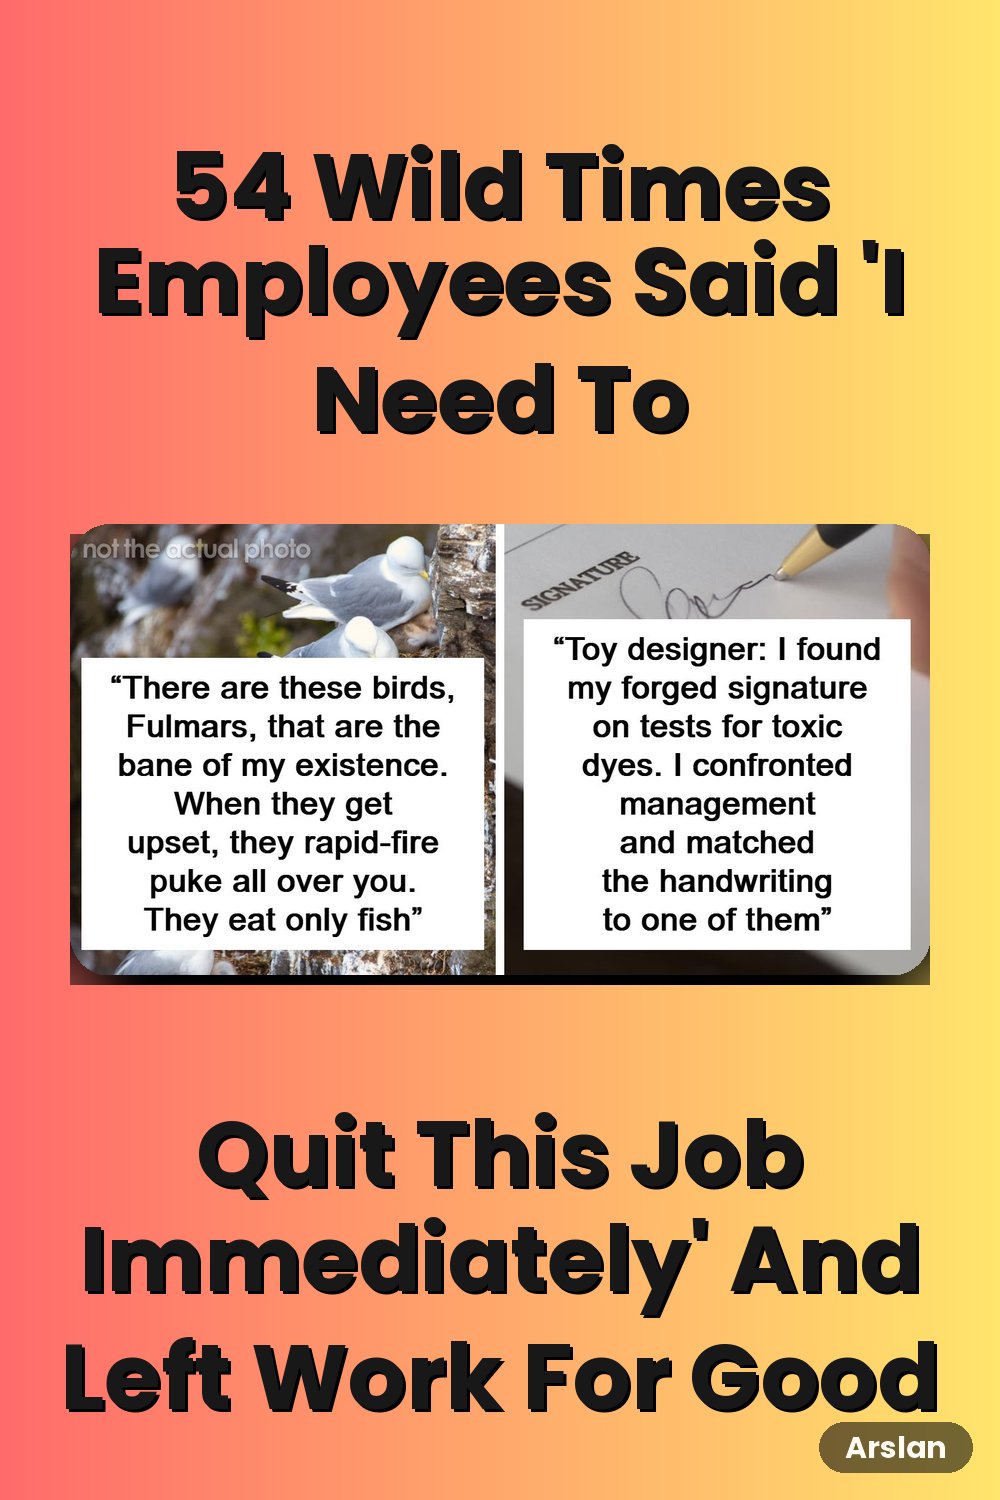 54 Wild Times
Employees Said 'I
Need To
not the actual photo
“There are these birds,
Fulmars, that are the
bane of my existence.
When they get
upset, they rapid-fire
puke all over you.
They eat only fish”
SIGNATURE
“Toy designer: I found
my forged signature
on tests for toxic
dyes. I confronted
management
and matched
the handwriting
to one of them”
Quit This Job
Immediately' And
Left Work For Good
Arslan